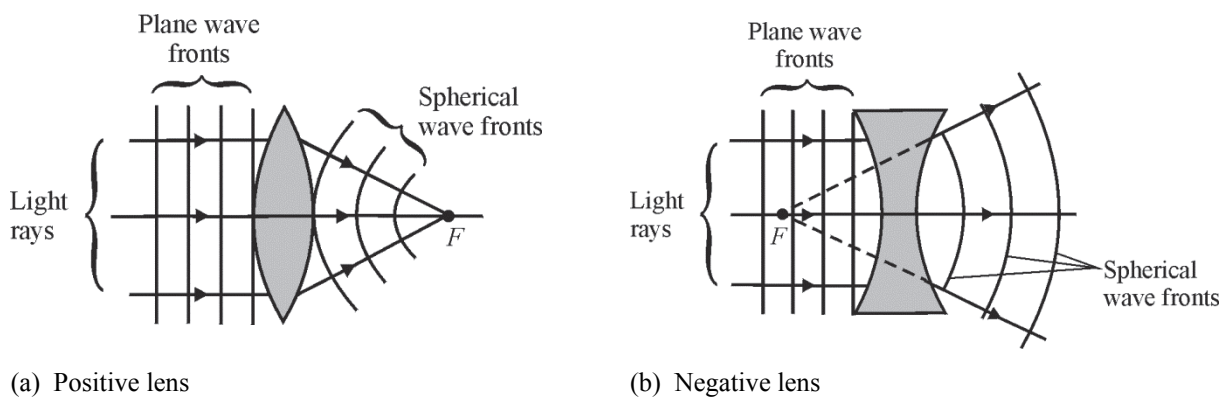 Plane wave
fronts
Spherical
wave fronts
Light
rays
F
(a) Positive lens
Plane wave
fronts
Light
rays
F
Spherical
wave fronts
(b) Negative lens